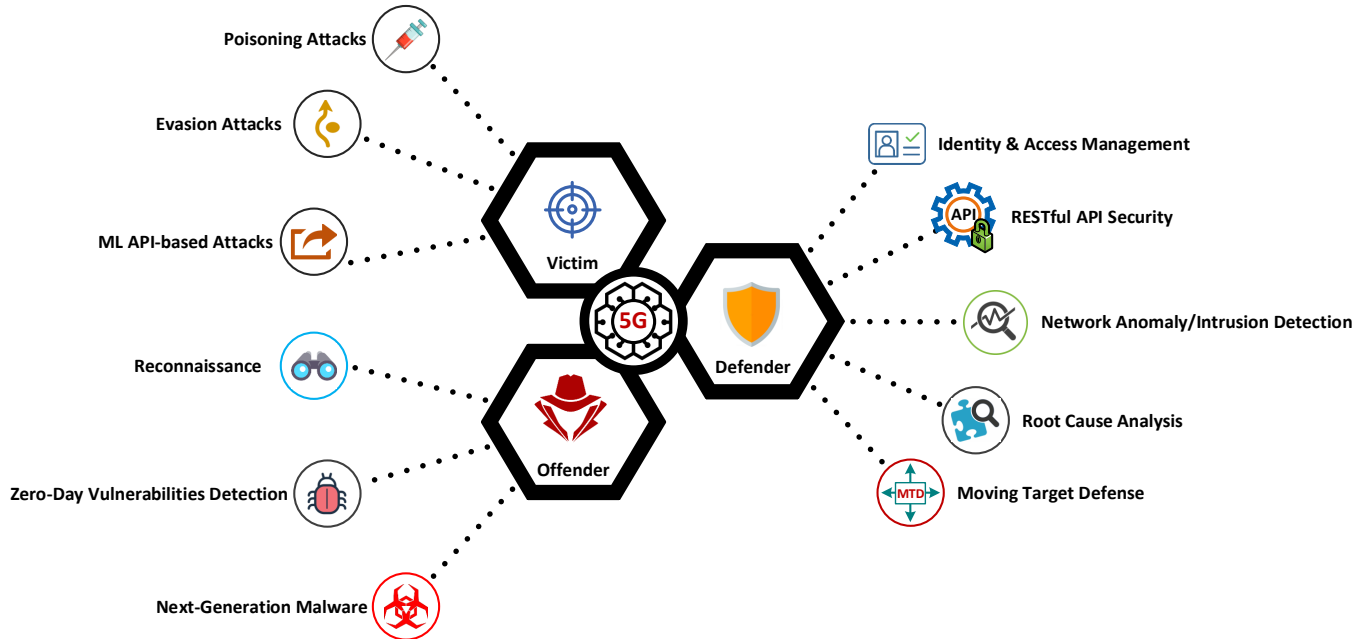 Poisoning Attacks
Evasion Attacks
ML API-based Attacks
Victim
Reconnaissance
Zero-Day Vulnerabilities Detection
Next-Generation Malware
Offender
5G
Defender
Identity & Access Management
API
RESTful API Security
Network Anomaly/Intrusion Detection
Root Cause Analysis
MTD
Moving Target Defense